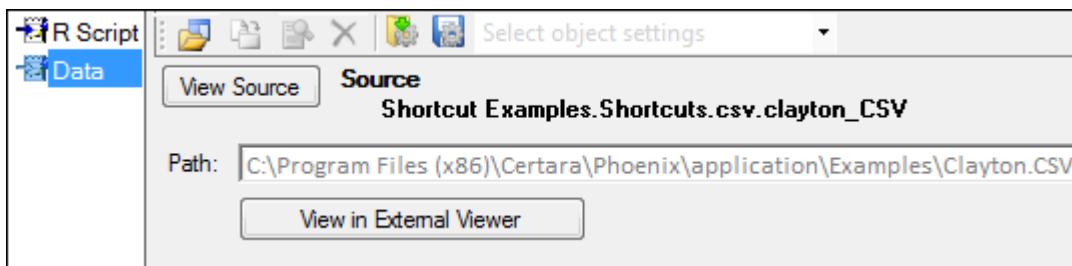 R Script
Select object settings
Data
View Source
Source
Shortcut Examples.Shortcuts.csv.clayton_CSV
Path:
C:\Program Files (x86)\Certara\Phoenix\application\Examples\Clayton.CSV
View in External Viewer